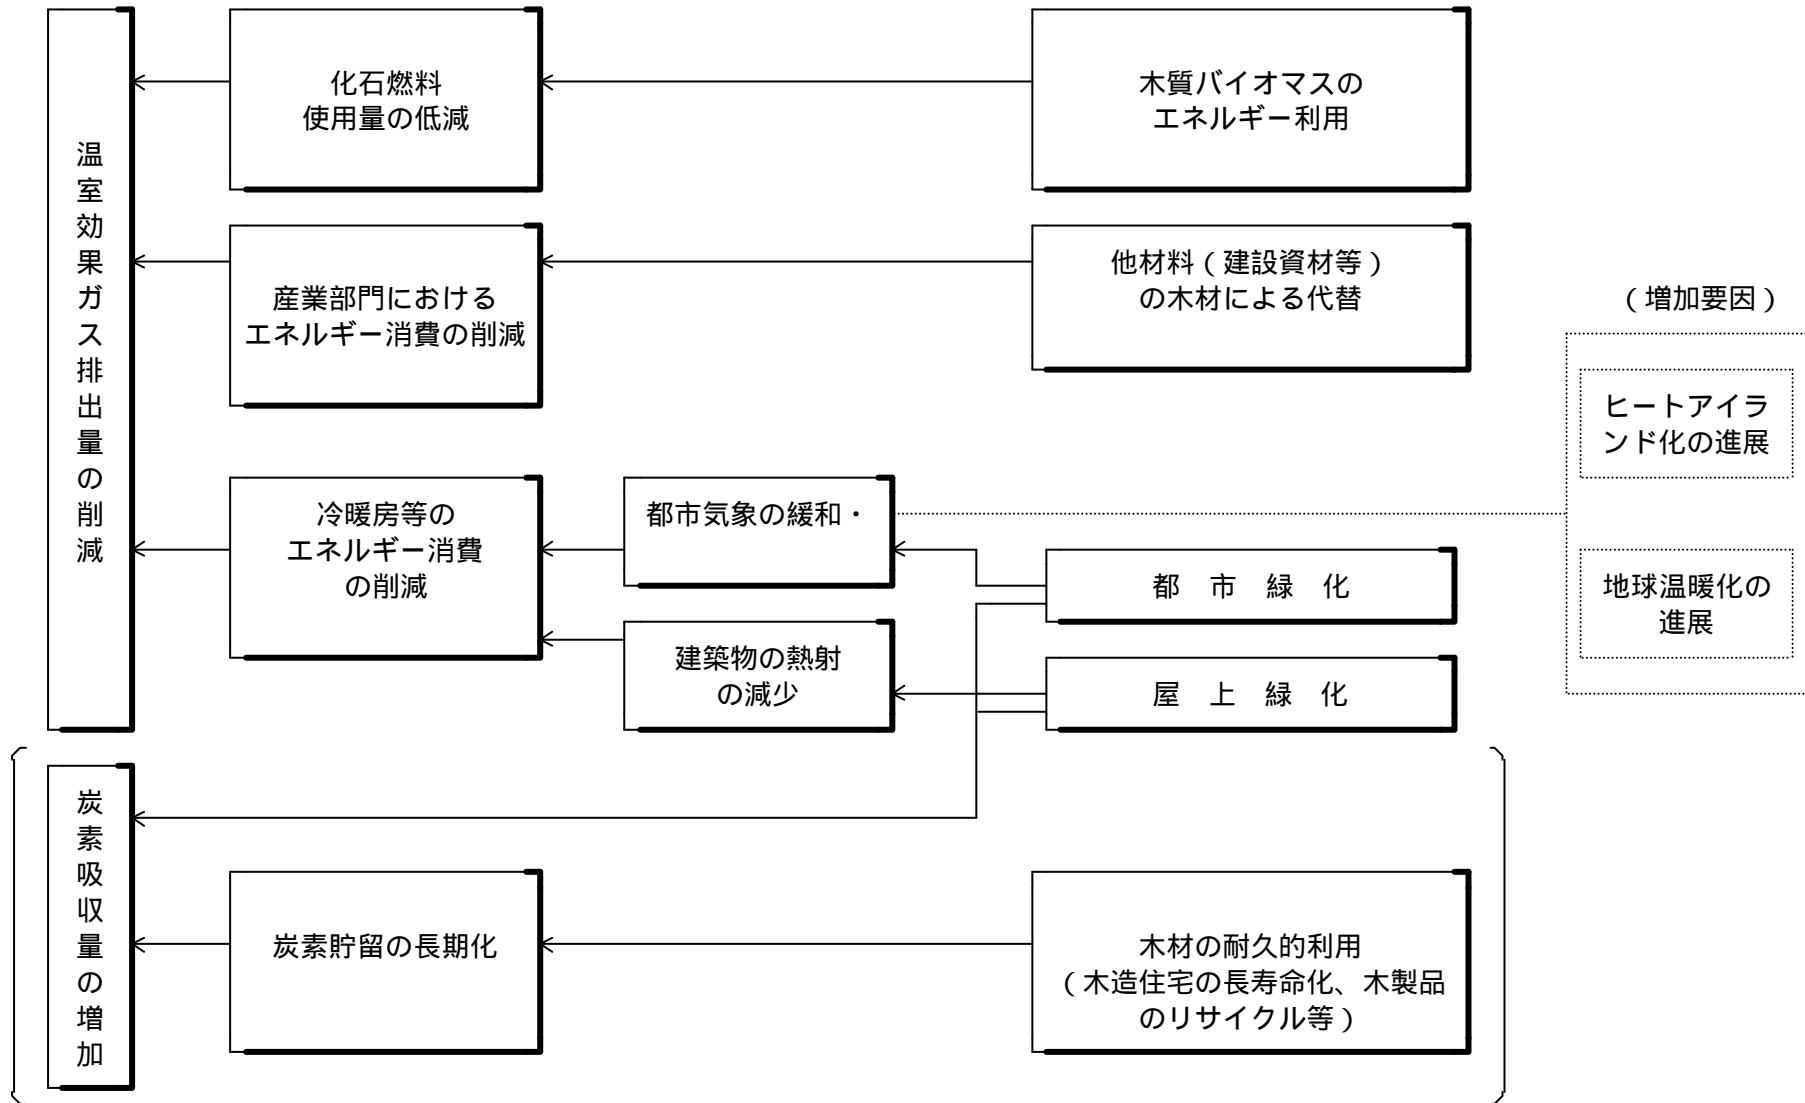 温室効果ガス排出量の削減
化石燃料
使用量の低減
木質バイオマスの
エネルギー利用
産業部門における
エネルギー消費の削減
他材料（建設資材等）
の木材による代替
（増加要因）
ヒートアイラ
ンド化の進展
地球温暖化の
進展
冷暖房等の
エネルギー消費
の削減
都市気象の緩和・
都　市　緑　化
建築物の熱射
の減少
屋　上　緑　化
炭素吸収量の増加
炭素貯留の長期化
木材の耐久的利用
（木造住宅の長寿命化、木製品
のリサイクル等）